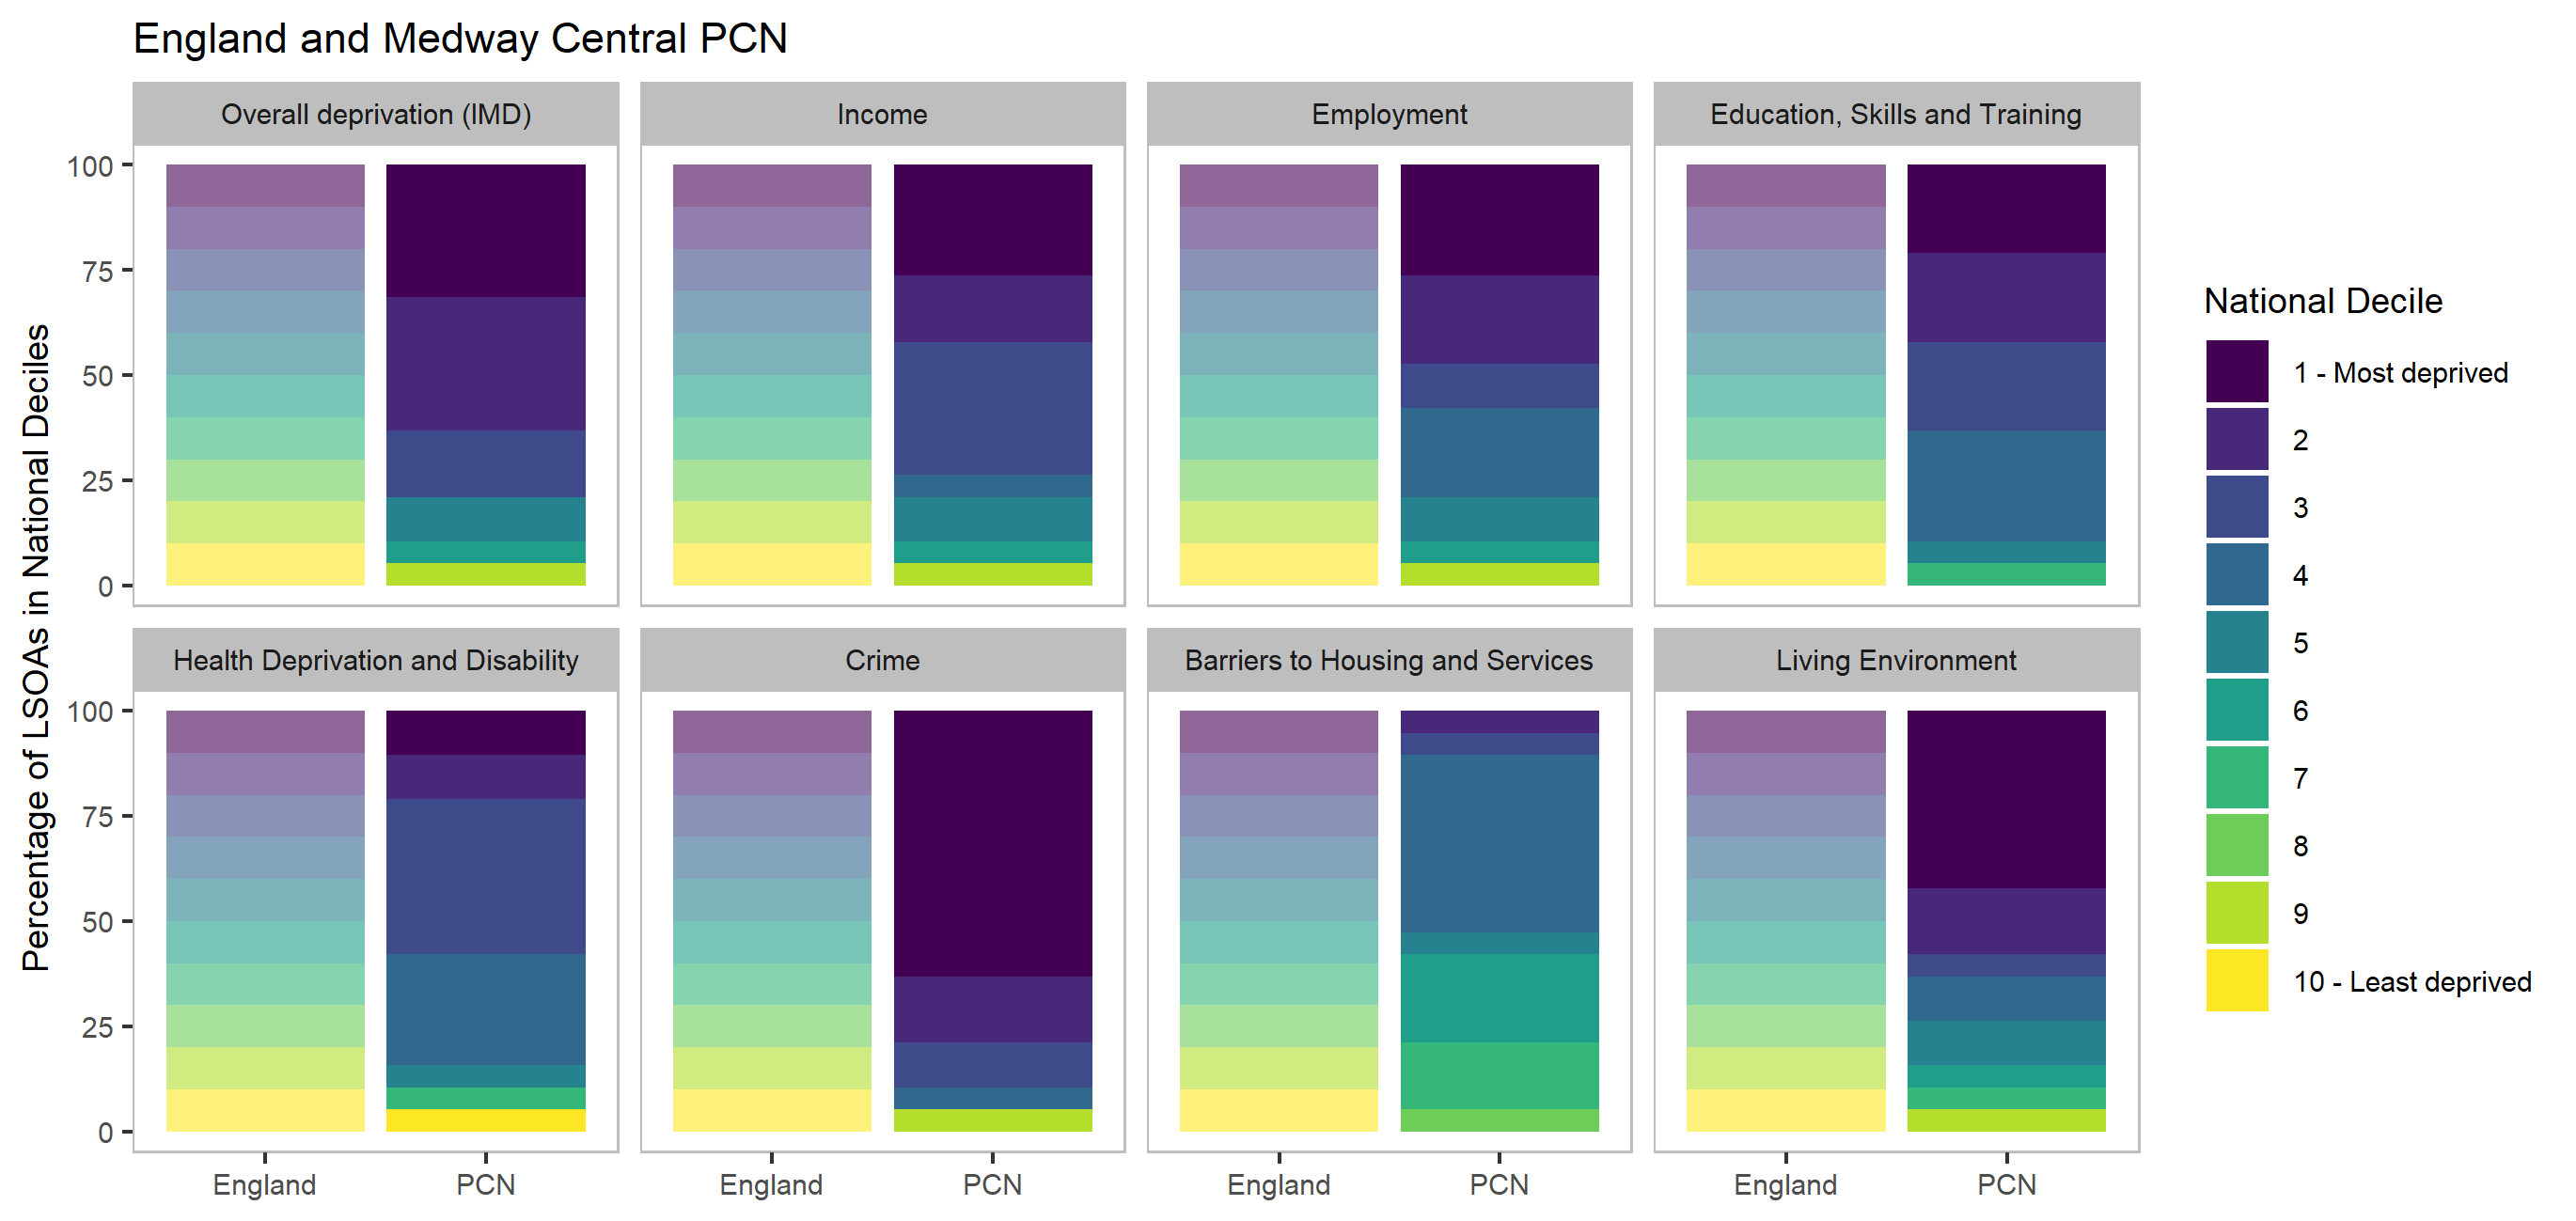 England and Medway Central PCN
Overall deprivation (IMD)
Income
Employment
Education, Skills and Training
100
75
50
25
0
Health Deprivation and Disability
Crime
Barriers to Housing and Services
Living Environment
100
75
50
25
0
England
PCN
England
PCN
England
PCN
England
PCN
Percentage of LSOAs in National Deciles
National Decile
1 - Most deprived
2
3
4
5
6
7
8
9
10 - Least deprived